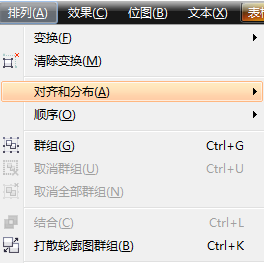 排列(A) 效果(C) 位图(B) 文本(X) 表格
变换(F)
清除变换(M)
对齐和分布(A)
顺序(O)
群组(G) Ctrl+G
取消群组(U) Ctrl+U
取消全部群组(N)
结合(C) Ctrl+L
打散轮廓图群组(B) Ctrl+K